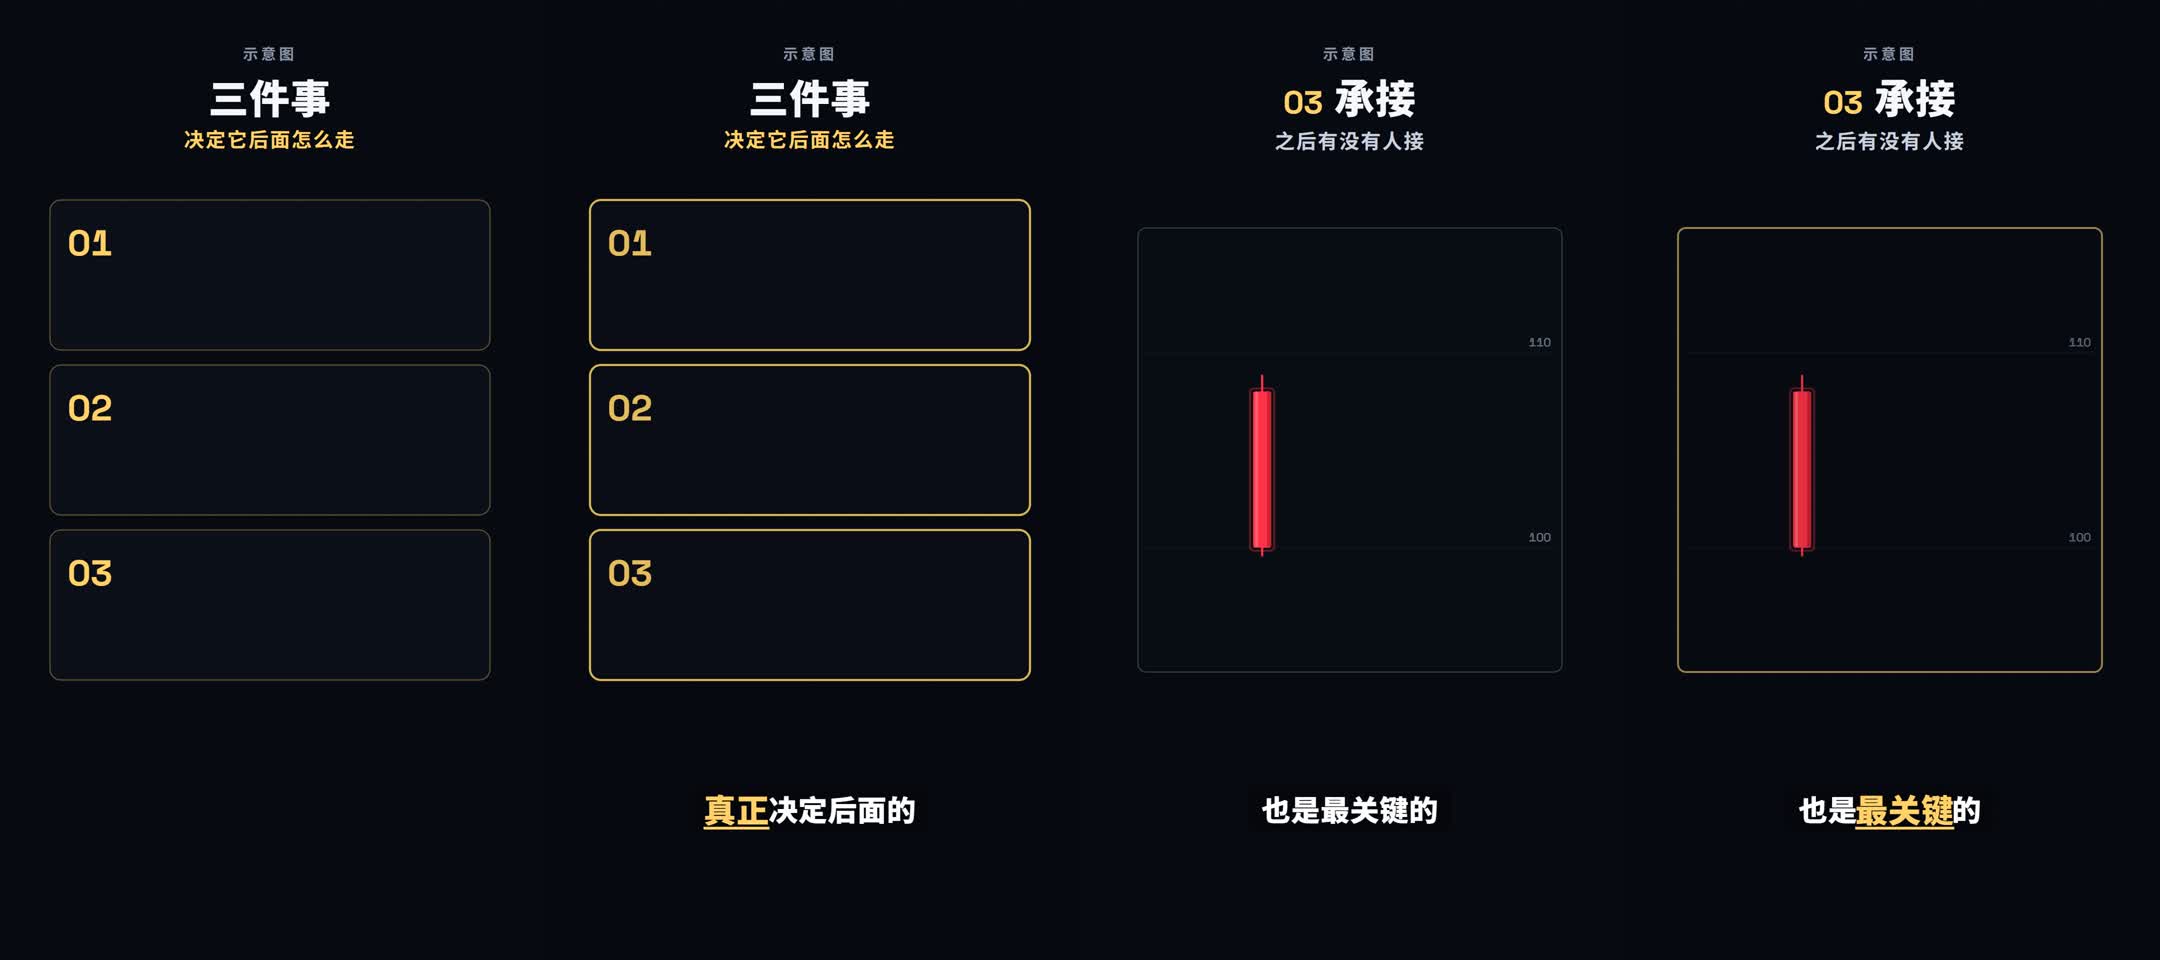 示意图
三件事
决定它后面怎么走
01
02
03
示意图
三件事
决定它后面怎么走
01
02
03
真正决定后面的
示意图
03 承接
之后有没有人接
110
100
也是最关键的
示意图
03 承接
之后有没有人接
110
100
也是最关键的